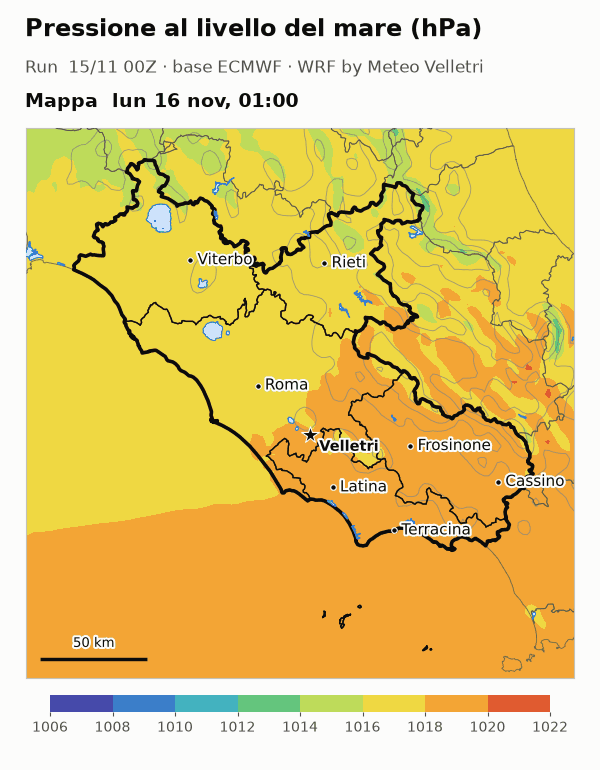 Pressione al livello del mare (hPa)
Run  15/11 00Z · base ECMWF · WRF by Meteo Velletri
Mappa  lun 16 nov, 01:00
Viterbo
Rieti
Roma
Velletri
Frosinone
Cassino
Latina
Terracina
50 km
1006 1008 1010 1012 1014 1016 1018 1020 1022